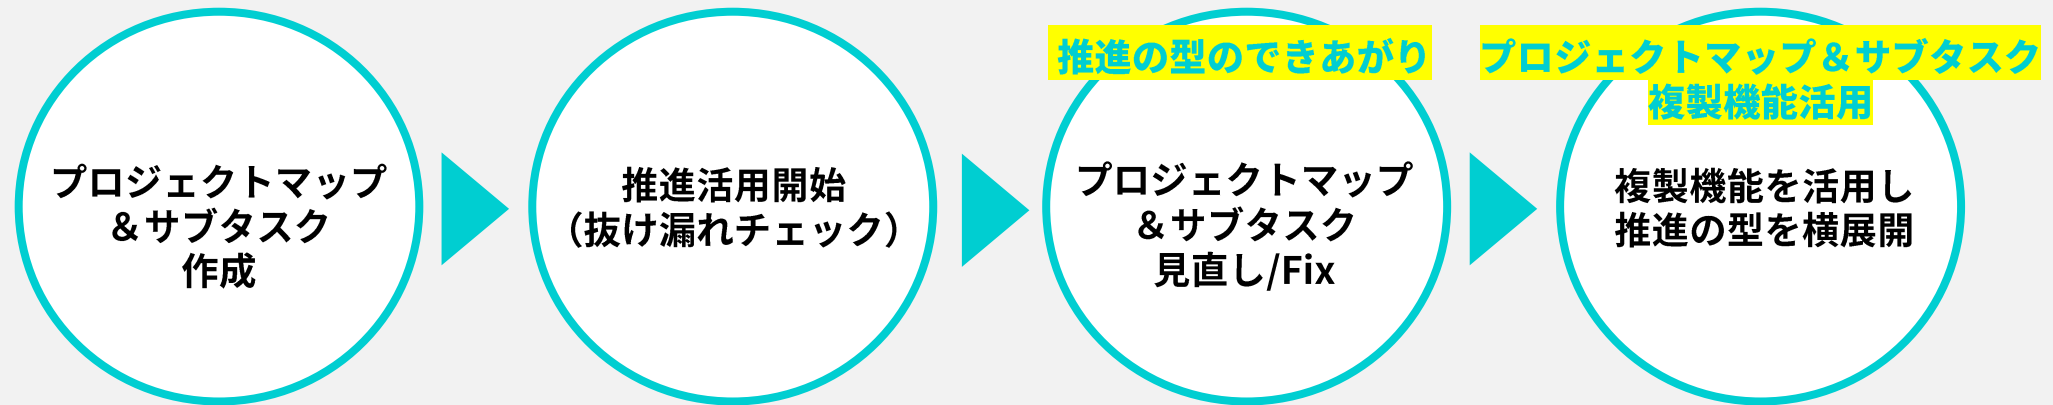 プロジェクトマップ
＆サブタスク
作成
推進活用開始
（抜け漏れチェック）
推進の型のできあがり
プロジェクトマップ
＆サブタスク
見直し/Fix
プロジェクトマップ＆サブタスク
複製機能活用
複製機能を活用し
推進の型を横展開